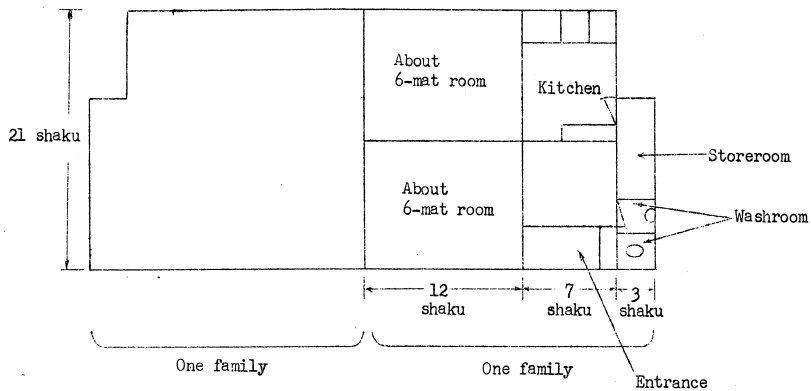 About
6-mat room
Kitchen
21 shaku
Storeroom
About
6-mat room
Washroom
12
shaku
7
shaku
3
shaku
One family
One family
Entrance